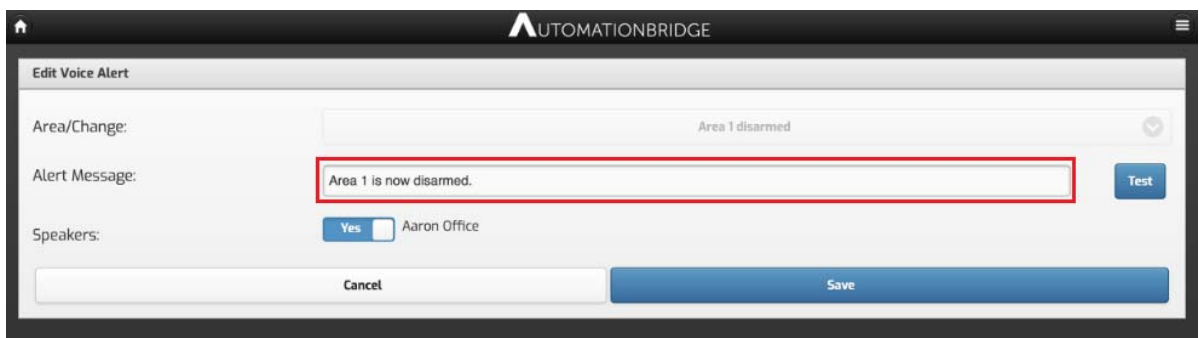 AUTOMATIONBRIDGE
Edit Voice Alert
Area/Change:
Area 1 disarmed
Alert Message:
Area 1 is now disarmed.
Test
Speakers:
Yes
Aaron Office
Cancel
Save